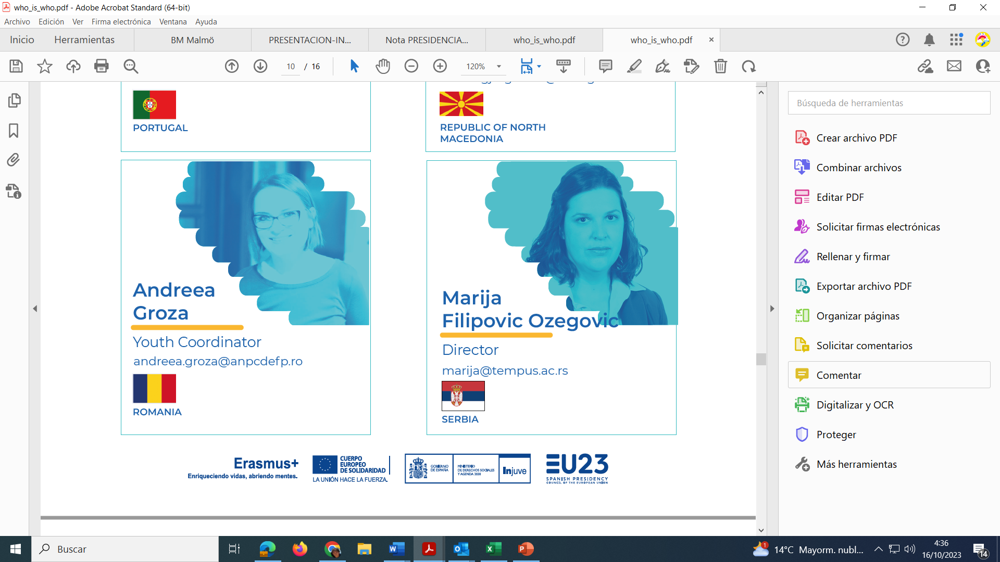 who_is_who.pdf - Adobe Acrobat Standard (64-bit)
Archivo Edición Ver Firma electrónica Ventana Ayuda
Inicio Herramientas BM Malmö PRESENTACION-IN... Nota PRESIDENCIA... who_is_who.pdf who_is_who.pdf
10 / 16 120%
PORTUGAL
REPUBLIC OF NORTH
MACEDONIA
Andreea
Groza
Youth Coordinator
andreea.groza@anpcdefp.ro
ROMANIA
Marija
Filipovic Ozegovic
Director
marija@tempus.ac.rs
SERBIA
Erasmus+
Enriqueciendo vidas, abriendo mentes.
CUERPO
EUROPEO
DE SOLIDARIDAD
LA UNIÓN HACE LA FUERZA.
GOBIERNO
DE ESPAÑA
MINISTERIO
DE DERECHOS SOCIALES
Y AGENDA 2030
Injuve
EU23
SPANISH PRESIDENCY
COUNCIL OF THE EUROPEAN UNION
Búsqueda de herramientas
Crear archivo PDF
Combinar archivos
Editar PDF
Solicitar firmas electrónicas
Rellenar y firmar
Exportar archivo PDF
Organizar páginas
Solicitar comentarios
Comentar
Digitalizar y OCR
Proteger
Más herramientas
Buscar
1
14°C Mayorm. nubl...
4:36
16/10/2023
14